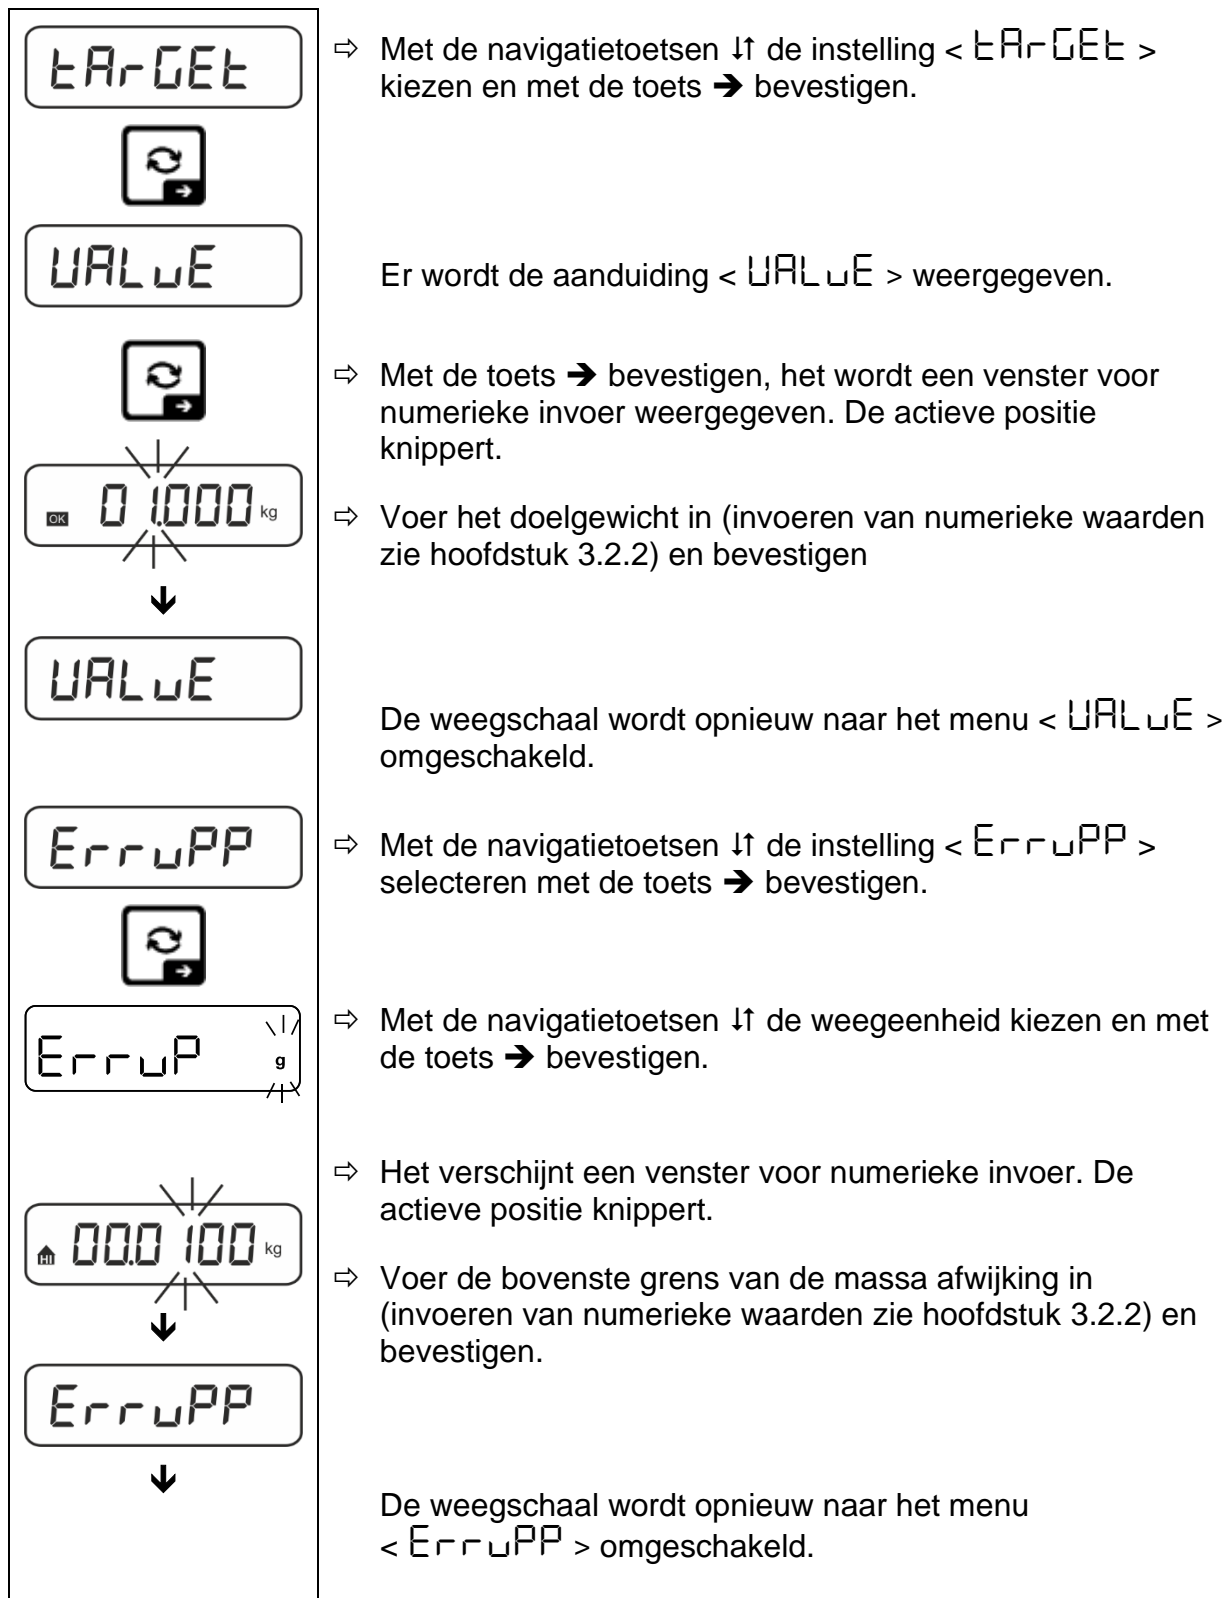 tArGEt
⇨ Met de navigatietoetsen ↓↑ de instelling < tArGEt >
kiezen en met de toets ➔ bevestigen.
VALuE
Er wordt de aanduiding < VALuE > weergegeven.
⇨ Met de toets ➔ bevestigen, het wordt een venster voor
numerieke invoer weergegeven. De actieve positie
knippert.
OK 01.000 kg
⇨ Voer het doelgewicht in (invoeren van numerieke waarden
zie hoofdstuk 3.2.2) en bevestigen
VALuE
De weegschaal wordt opnieuw naar het menu < VALuE >
omgeschakeld.
ErruPP
⇨ Met de navigatietoetsen ↓↑ de instelling < ErruPP >
selecteren met de toets ➔ bevestigen.
ErruP g
⇨ Met de navigatietoetsen ↓↑ de weegeenheid kiezen en met
de toets ➔ bevestigen.
⇨ Het verschijnt een venster voor numerieke invoer. De
actieve positie knippert.
HI 00.0100 kg
⇨ Voer de bovenste grens van de massa afwijking in
(invoeren van numerieke waarden zie hoofdstuk 3.2.2) en
bevestigen.
ErruPP
De weegschaal wordt opnieuw naar het menu
< ErruPP > omgeschakeld.